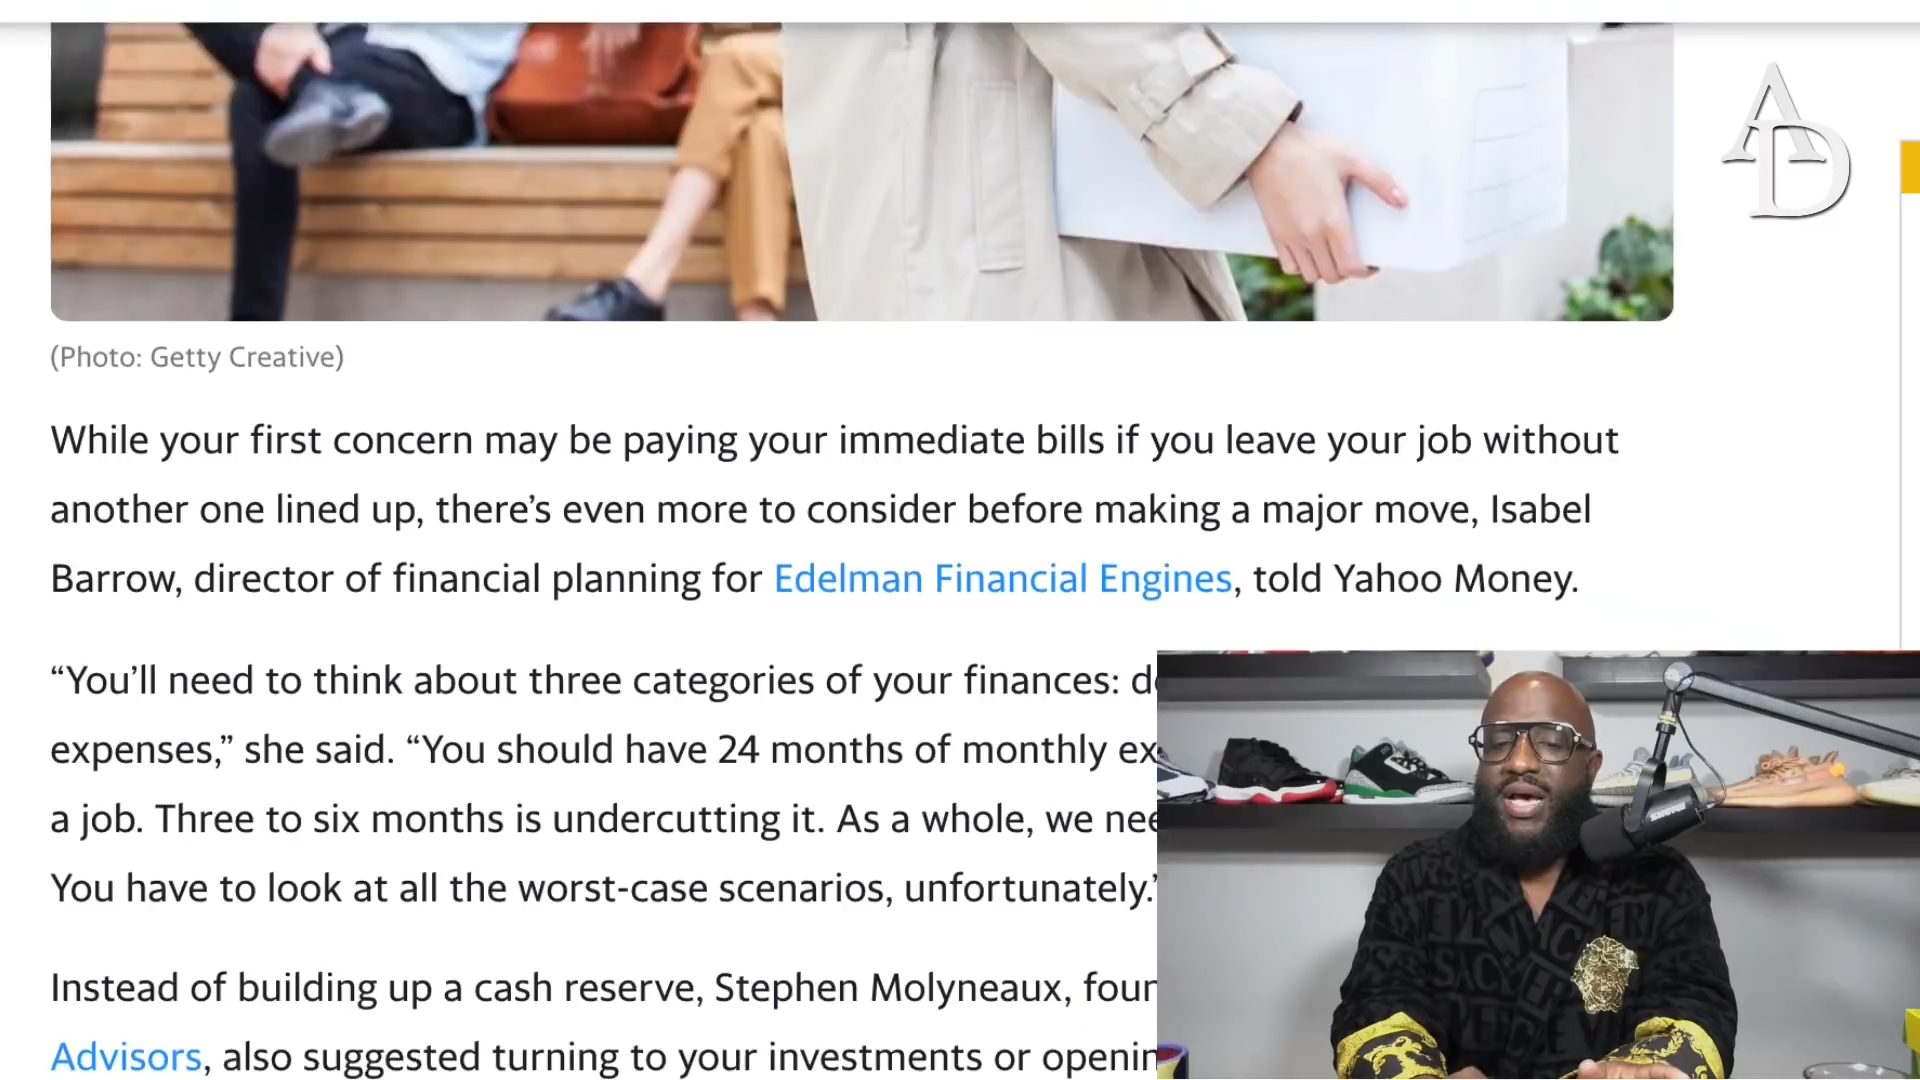 AD
(Photo: Getty Creative)
While your first concern may be paying your immediate bills if you leave your job without
another one lined up, there’s even more to consider before making a major move, Isabel
Barrow, director of financial planning for Edelman Financial Engines, told Yahoo Money.
“You’ll need to think about three categories of your finances:
expenses,” she said. “You should have 24 months of monthly
a job. Three to six months is undercutting it. As a whole, we
You have to look at all the worst-case scenarios, unfortunately.”
Instead of building up a cash reserve, Stephen Molyneaux,
Advisors, also suggested turning to your investments or